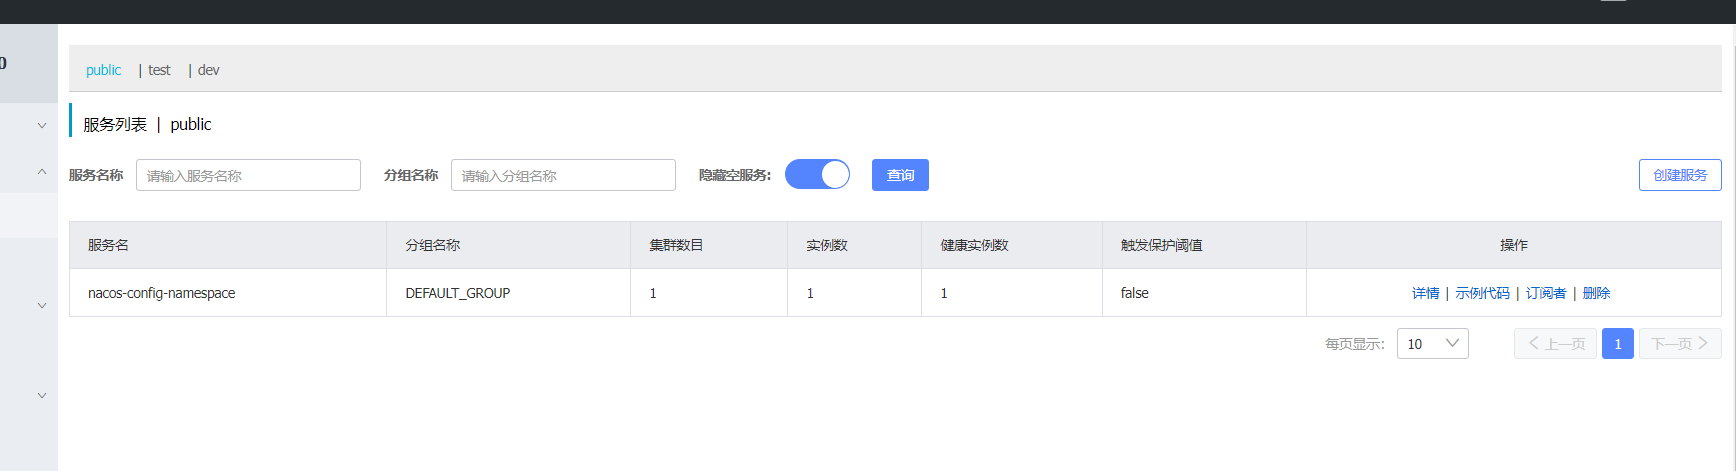 0
public | test | dev
服务列表 | public
服务名称 请输入服务名称 分组名称 请输入分组名称 隐藏空服务: 查询 创建服务
服务名 分组名称 集群数目 实例数 健康实例数 触发保护阈值 操作
nacos-config-namespace DEFAULT_GROUP 1 1 1 false 详情 | 示例代码 | 订阅者 | 删除
每页显示: 10 上一页 1 下一页